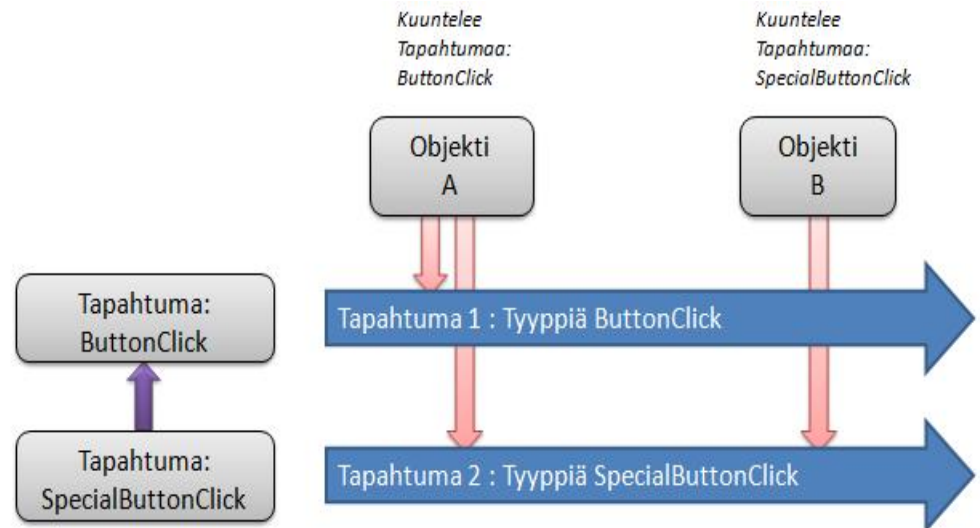 Kuuntelee
Tapahtumaa:
ButtonClick
Kuuntelee
Tapahtumaa:
SpecialButtonClick
Objekti
A
Objekti
B
Tapahtuma:
ButtonClick
Tapahtuma 1 : Tyyppiä ButtonClick
Tapahtuma:
SpecialButtonClick
Tapahtuma 2 : Tyyppiä SpecialButtonClick